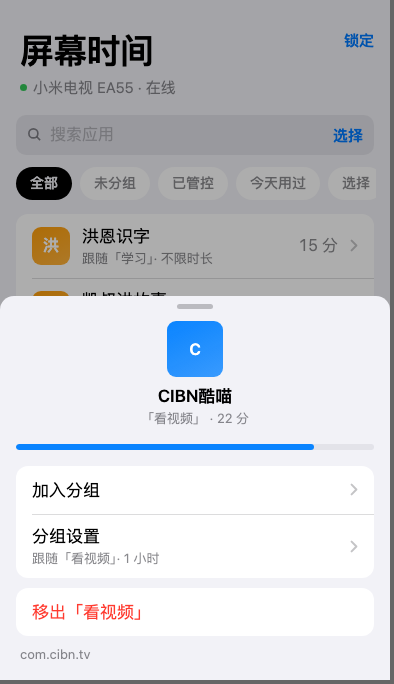 屏幕时间
锁定
小米电视 EA55 · 在线
搜索应用
选择
全部
未分组
已管控
今天用过
选择
洪
洪恩识字
跟随「学习」· 不限时长
15 分
C
CIBN酷喵
「看视频」 · 22 分
加入分组
分组设置
跟随「看视频」· 1 小时
移出「看视频」
com.cibn.tv